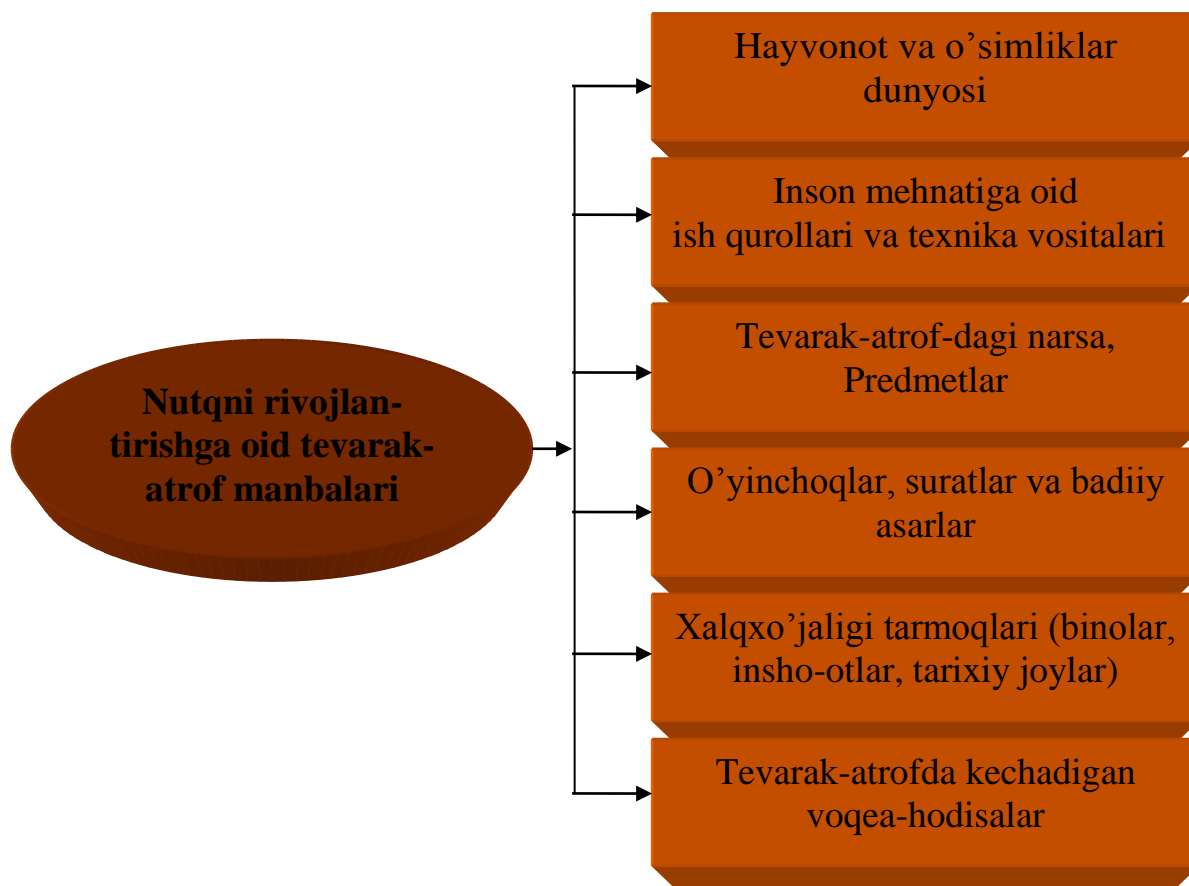 Hayvonot va o’simliklar
dunyosi
Inson mehnatiga oid
ish qurollari va texnika vositalari
Tevarak-atrof-dagi narsa,
Predmetlar
Nutqni rivojlan-
tirishga oid tevarak-
atrof manbalari
O’yinchoqlar, suratlar va badiiy
asarlar
Xalqxo’jaligi tarmoqlari (binolar,
insho-otlar, tarixiy joylar)
Tevarak-atrofda kechadigan
voqea-hodisalar